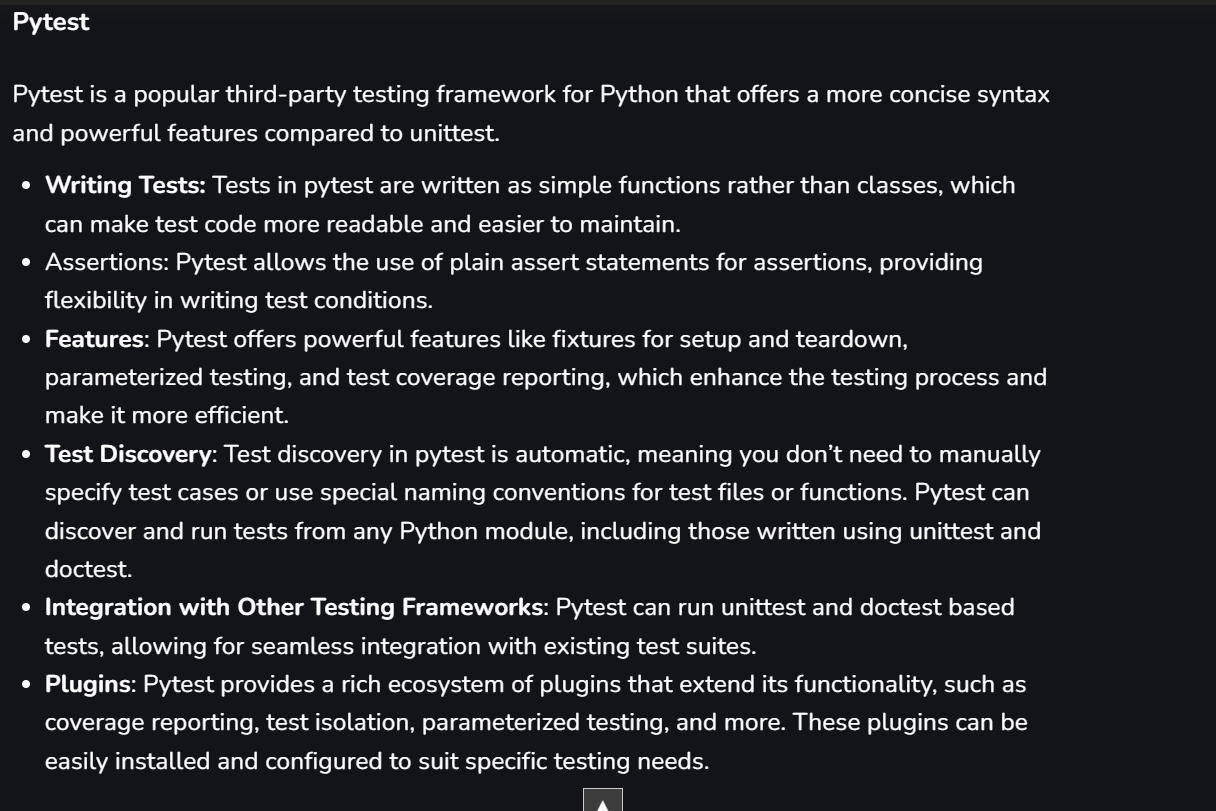 Pytest
Pytest is a popular third-party testing framework for Python that offers a more concise syntax
and powerful features compared to unittest.
• Writing Tests: Tests in pytest are written as simple functions rather than classes, which
can make test code more readable and easier to maintain.
• Assertions: Pytest allows the use of plain assert statements for assertions, providing
flexibility in writing test conditions.
• Features: Pytest offers powerful features like fixtures for setup and teardown,
parameterized testing, and test coverage reporting, which enhance the testing process and
make it more efficient.
• Test Discovery: Test discovery in pytest is automatic, meaning you don’t need to manually
specify test cases or use special naming conventions for test files or functions. Pytest can
discover and run tests from any Python module, including those written using unittest and
doctest.
• Integration with Other Testing Frameworks: Pytest can run unittest and doctest based
tests, allowing for seamless integration with existing test suites.
• Plugins: Pytest provides a rich ecosystem of plugins that extend its functionality, such as
coverage reporting, test isolation, parameterized testing, and more. These plugins can be
easily installed and configured to suit specific testing needs.